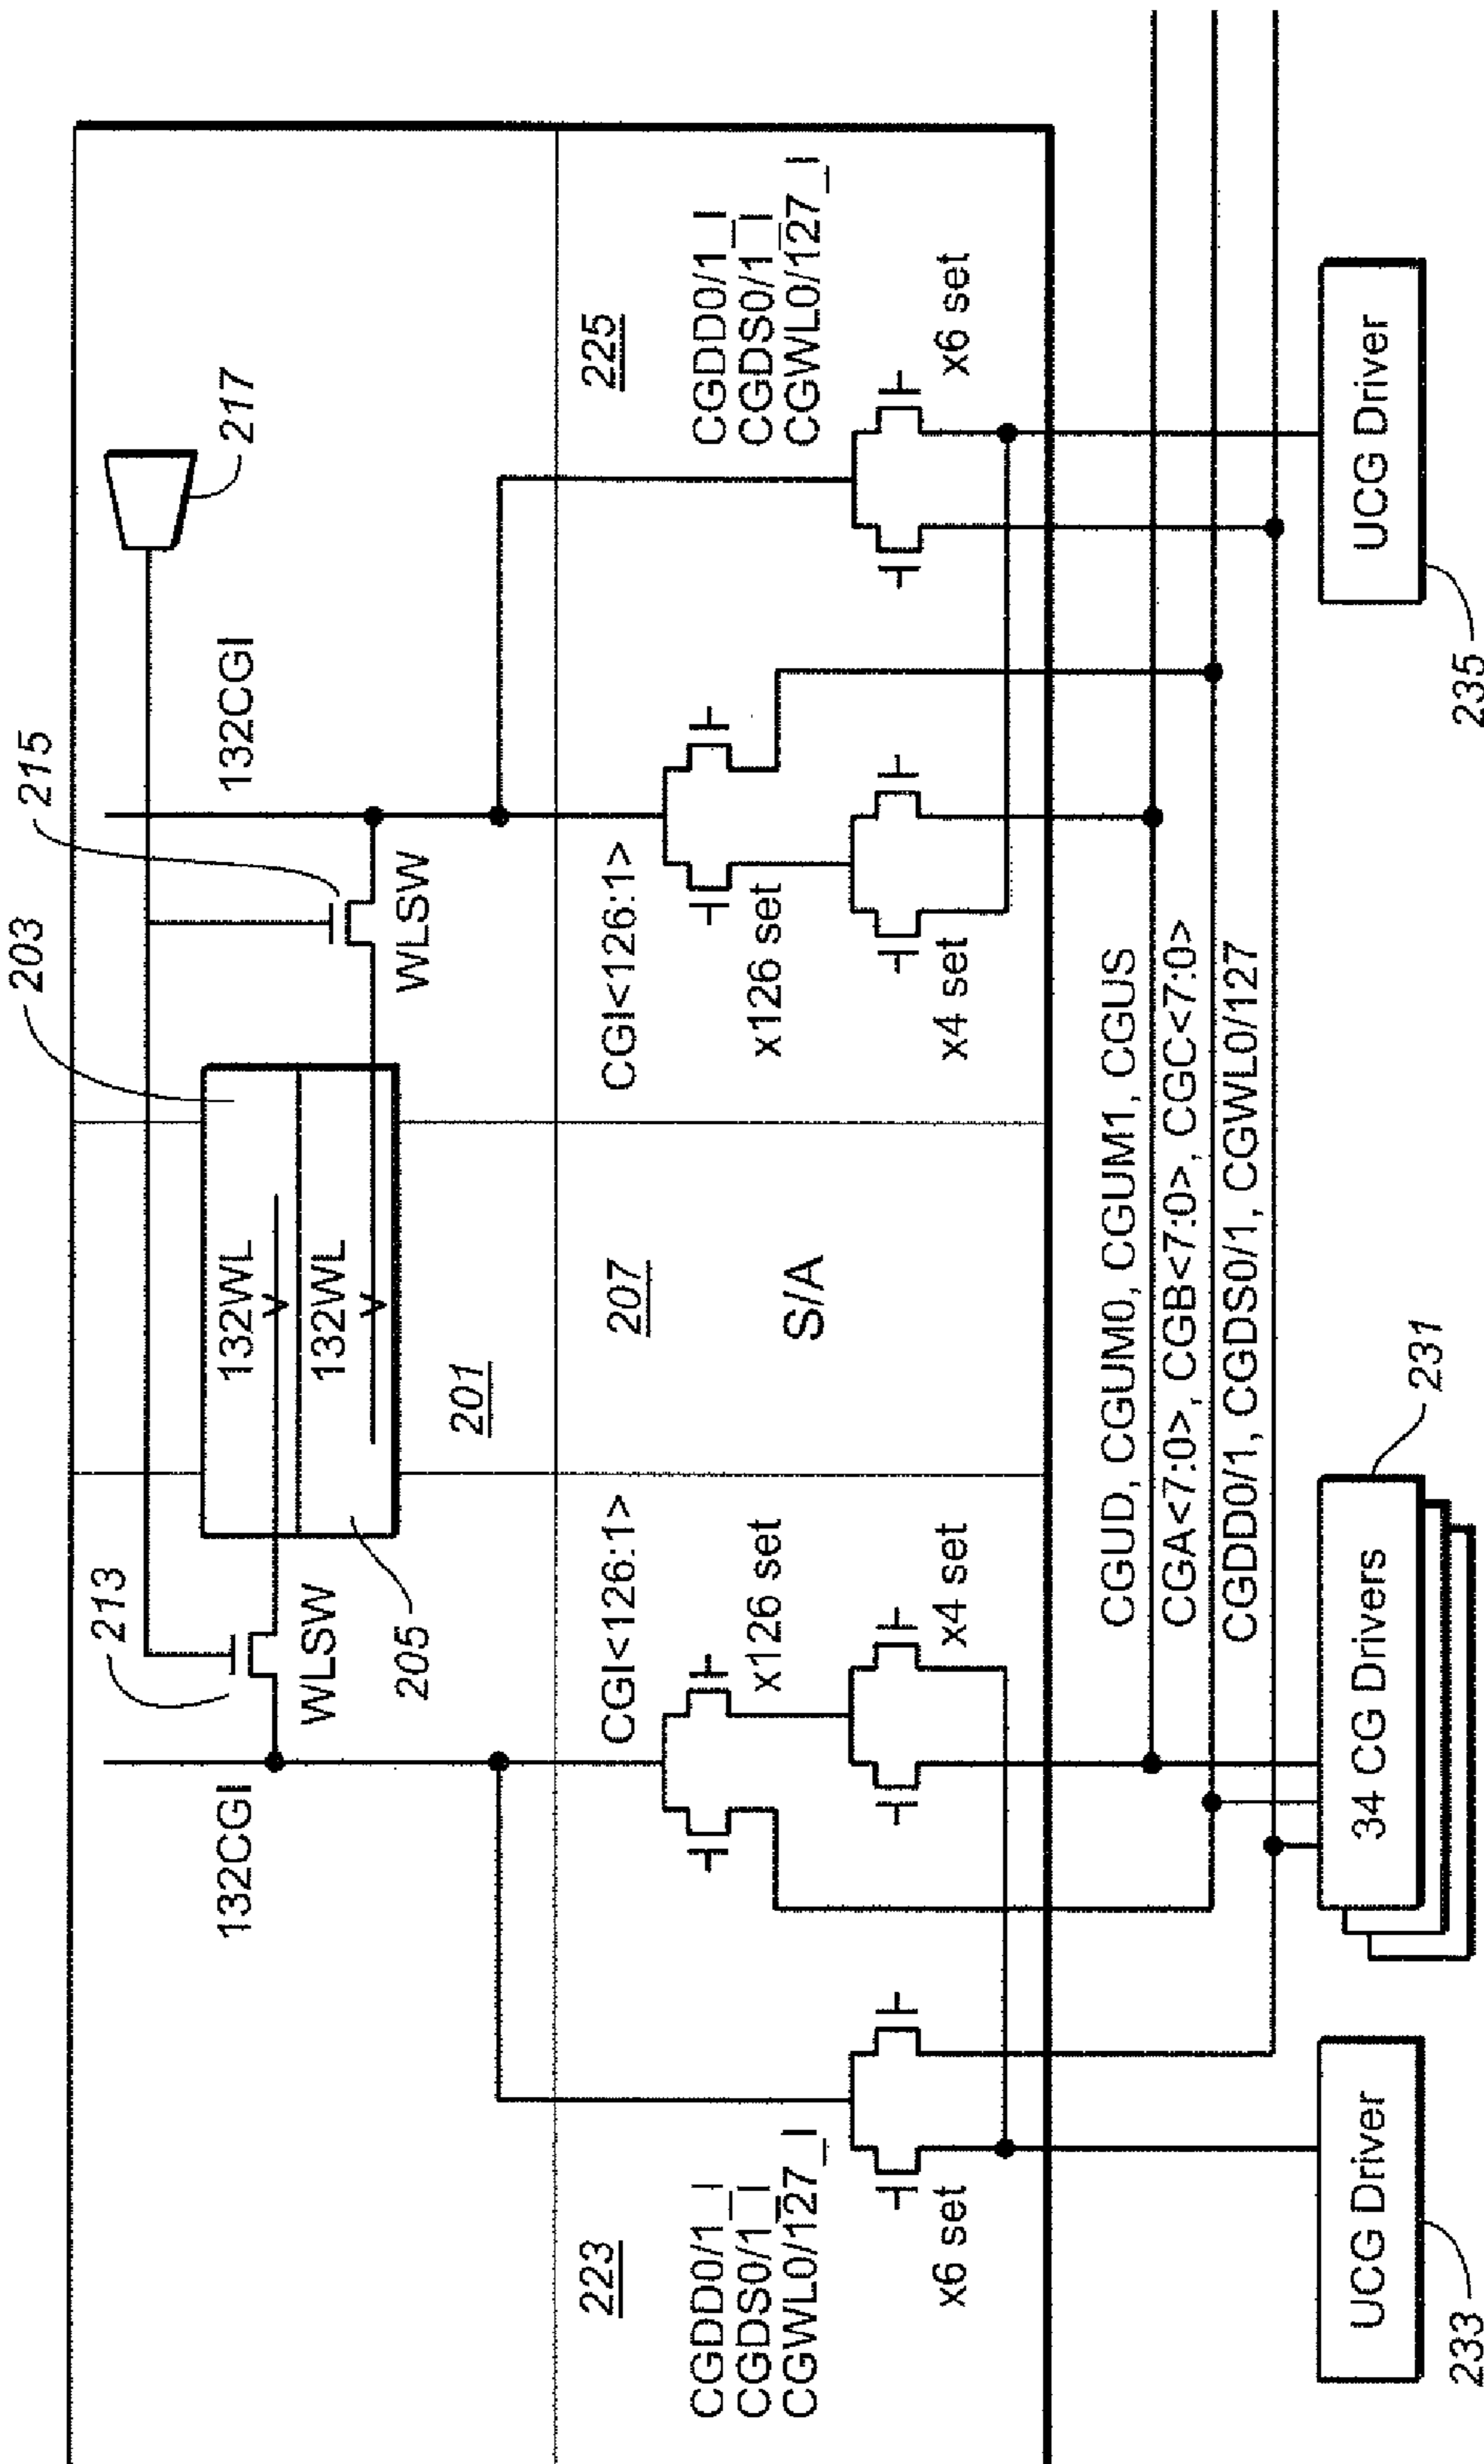 203
215
217
213
132CGI
132CGI
132WL
132WL
WLSW
WLSW
205
201
223
CGDD0/1_I
CGDS0/1_I
CGWL0/127_I
x6 set
CGI<126:1>
x126 set
x4 set
207
S/A
CGI<126:1>
x126 set
x4 set
225
CGDD0/1_I
CGDS0/1_I
CGWL0/127_I
x6 set
CGUD, CGUM0, CGUM1, CGUS
CGA<7:0>, CGB<7:0>, CGC<7:0>
CGDD0/1, CGDS0/1, CGWL0/127
UCG Driver
233
34 CG Drivers
231
UCG Driver
235